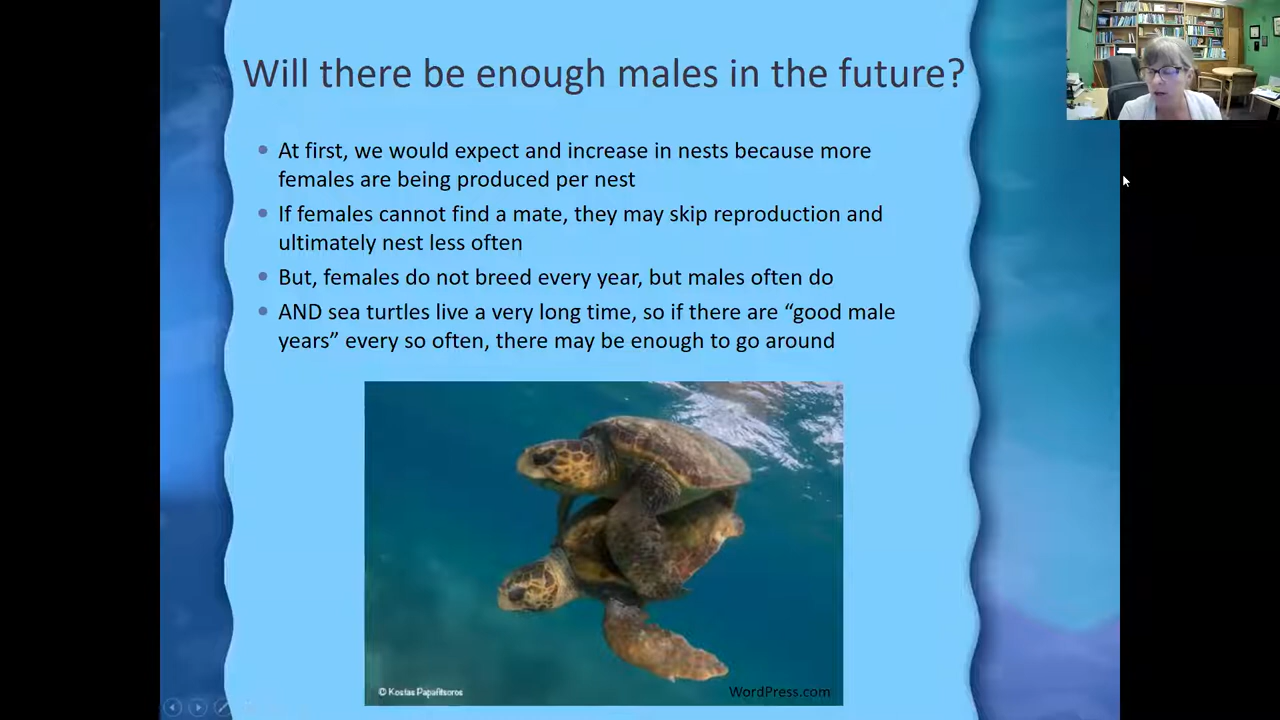 Will there be enough males in the future?
At first, we would expect and increase in nests because more
females are being produced per nest
If females cannot find a mate, they may skip reproduction and
ultimately nest less often
But, females do not breed every year, but males often do
AND sea turtles live a very long time, so if there are “good male
years” every so often, there may be enough to go around
© Kostas Papafitsoros
WordPress.com